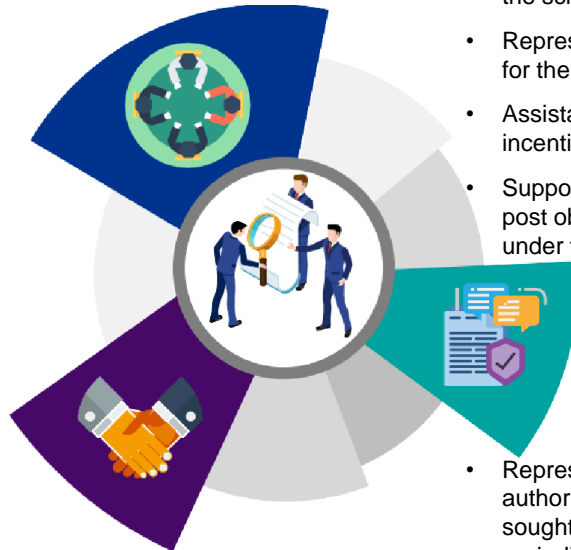 • Repres
for the
• Assista
incenti
• Suppo
post ob
under
• Repres
author
sought